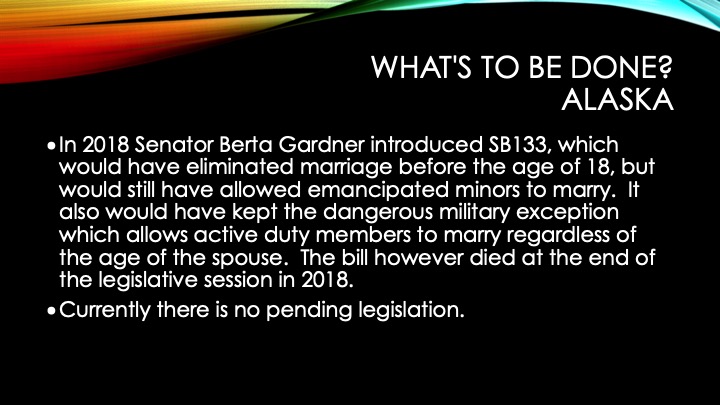 WHAT'S TO BE DONE?
ALASKA
•In 2018 Senator Berta Gardner introduced SB133, which
would have eliminated marriage before the age of 18, but
would still have allowed emancipated minors to marry.  It
also would have kept the dangerous military exception
which allows active duty members to marry regardless of
the age of the spouse.  The bill however died at the end of
the legislative session in 2018.
•Currently there is no pending legislation.